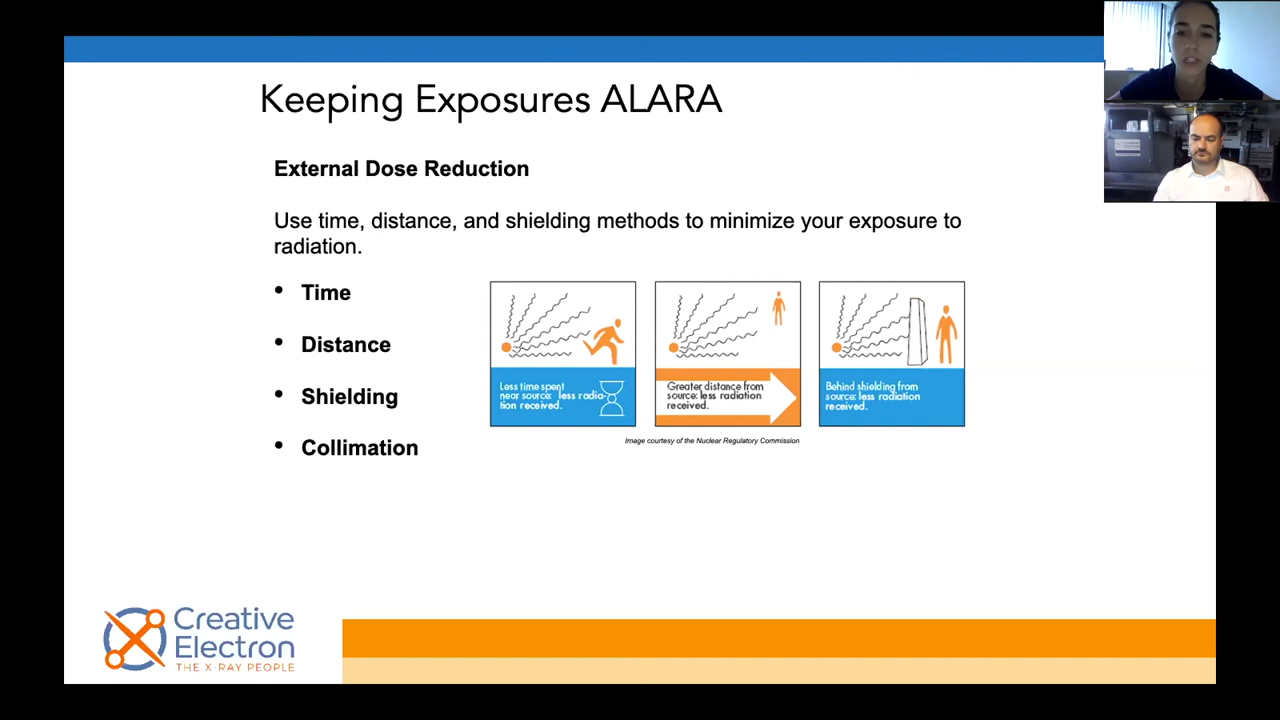 Keeping Exposures ALARA
External Dose Reduction
Use time, distance, and shielding methods to minimize your exposure to
radiation.
• Time
• Distance
• Shielding
• Collimation
Less time spent
near source: less radia-
tion received.
Greater distance from
source: less radiation
received.
Behind shielding from
source: less radiation
received.
Image courtesy of the Nuclear Regulatory Commission
Creative
Electron
THE X-RAY PEOPLE